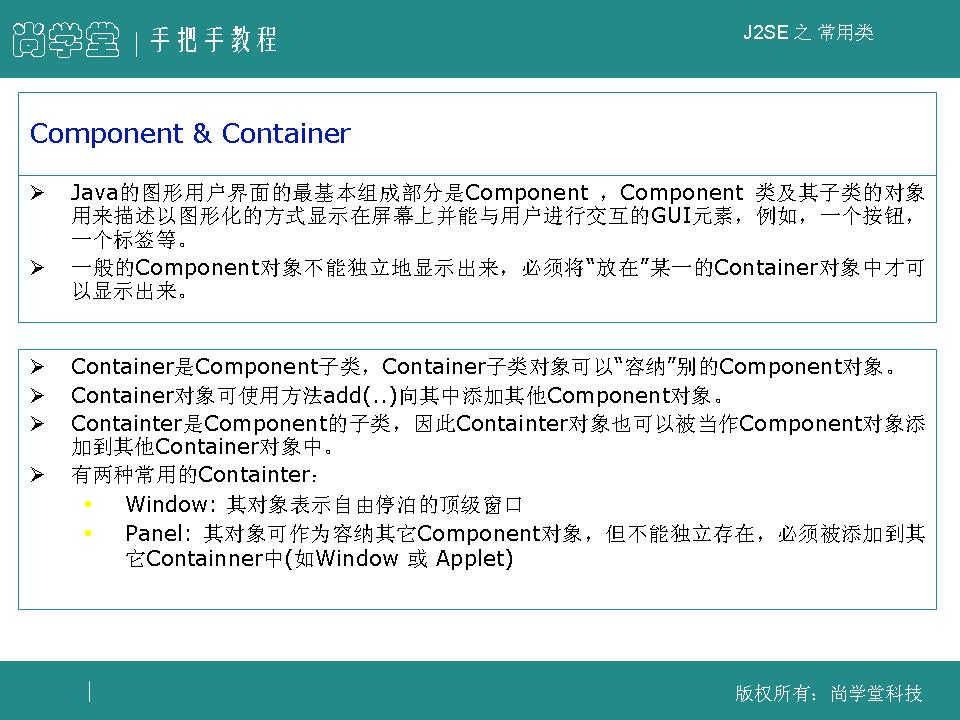 尚学堂 | 手把手教程
J2SE 之 常用类
Component & Container
Java的图形用户界面的最基本组成部分是Component ，Component 类及其子类的对象
用来描述以图形化的方式显示在屏幕上并能与用户进行交互的GUI元素，例如，一个按钮，
一个标签等。
一般的Component对象不能独立地显示出来，必须将“放在”某一的Container对象中才可
以显示出来。
Container是Component子类，Container子类对象可以“容纳”别的Component对象。
Container对象可使用方法add(..)向其中添加其他Component对象。
Containter是Component的子类，因此Containter对象也可以被当作Component对象添
加到其他Container对象中。
有两种常用的Containter：
Window: 其对象表示自由停泊的顶级窗口
Panel: 其对象可作为容纳其它Component对象，但不能独立存在，必须被添加到其
它Containner中(如Window 或 Applet)
版权所有：尚学堂科技